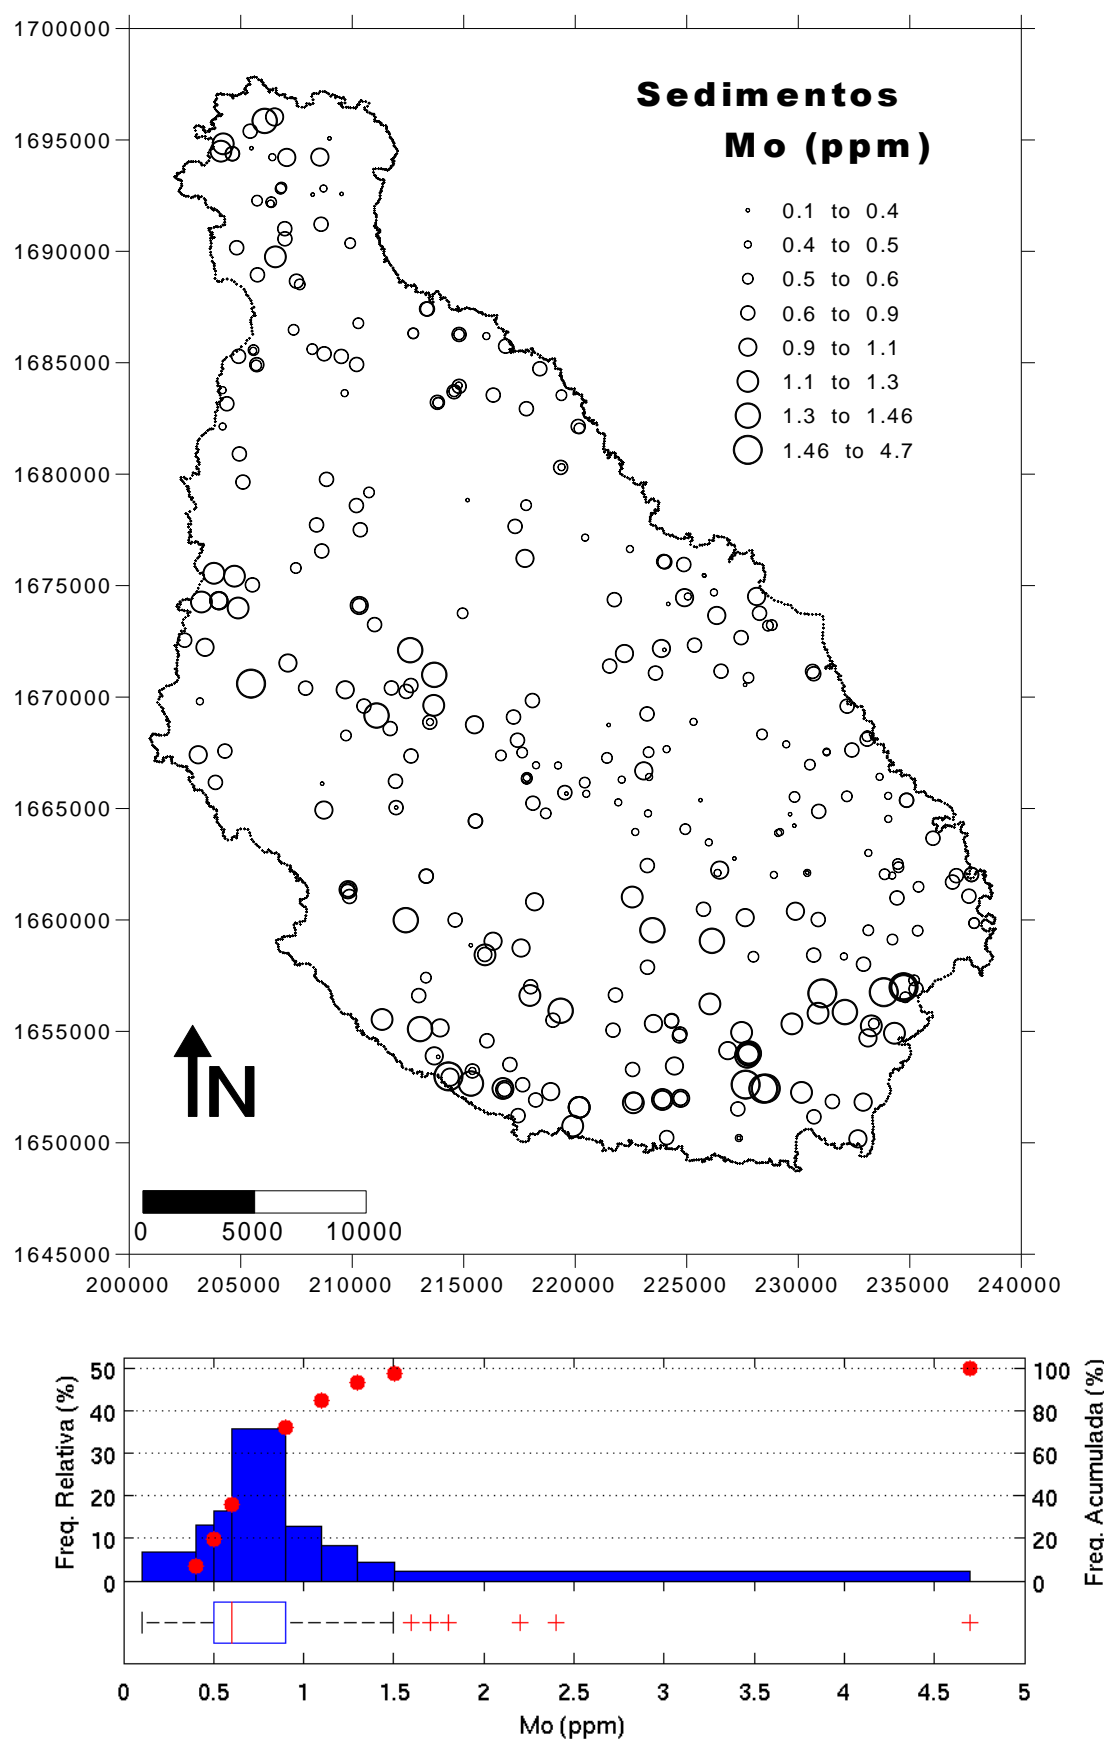 1700000
Sedimentos
Mo (ppm)
1695000
0.1 to 0.4
0.4 to 0.5
1690000
0.5 to 0.6
0.6 to 0.9
0.9 to 1.1
1685000
1.1 to 1.3
1.3 to 1.46
1.46 to 4.7
1680000
1675000
1670000
1665000
1660000
1655000
N
1650000
0 5000 10000
1645000
200000 205000 210000 215000 220000 225000 230000 235000 240000
Freq. Relativa (%)
50
40
30
20
10
0
100
80
60
40
20
0
Freq. Acumulada (%)
0 0.5 1 1.5 2 2.5 3 3.5 4 4.5 5
Mo (ppm)